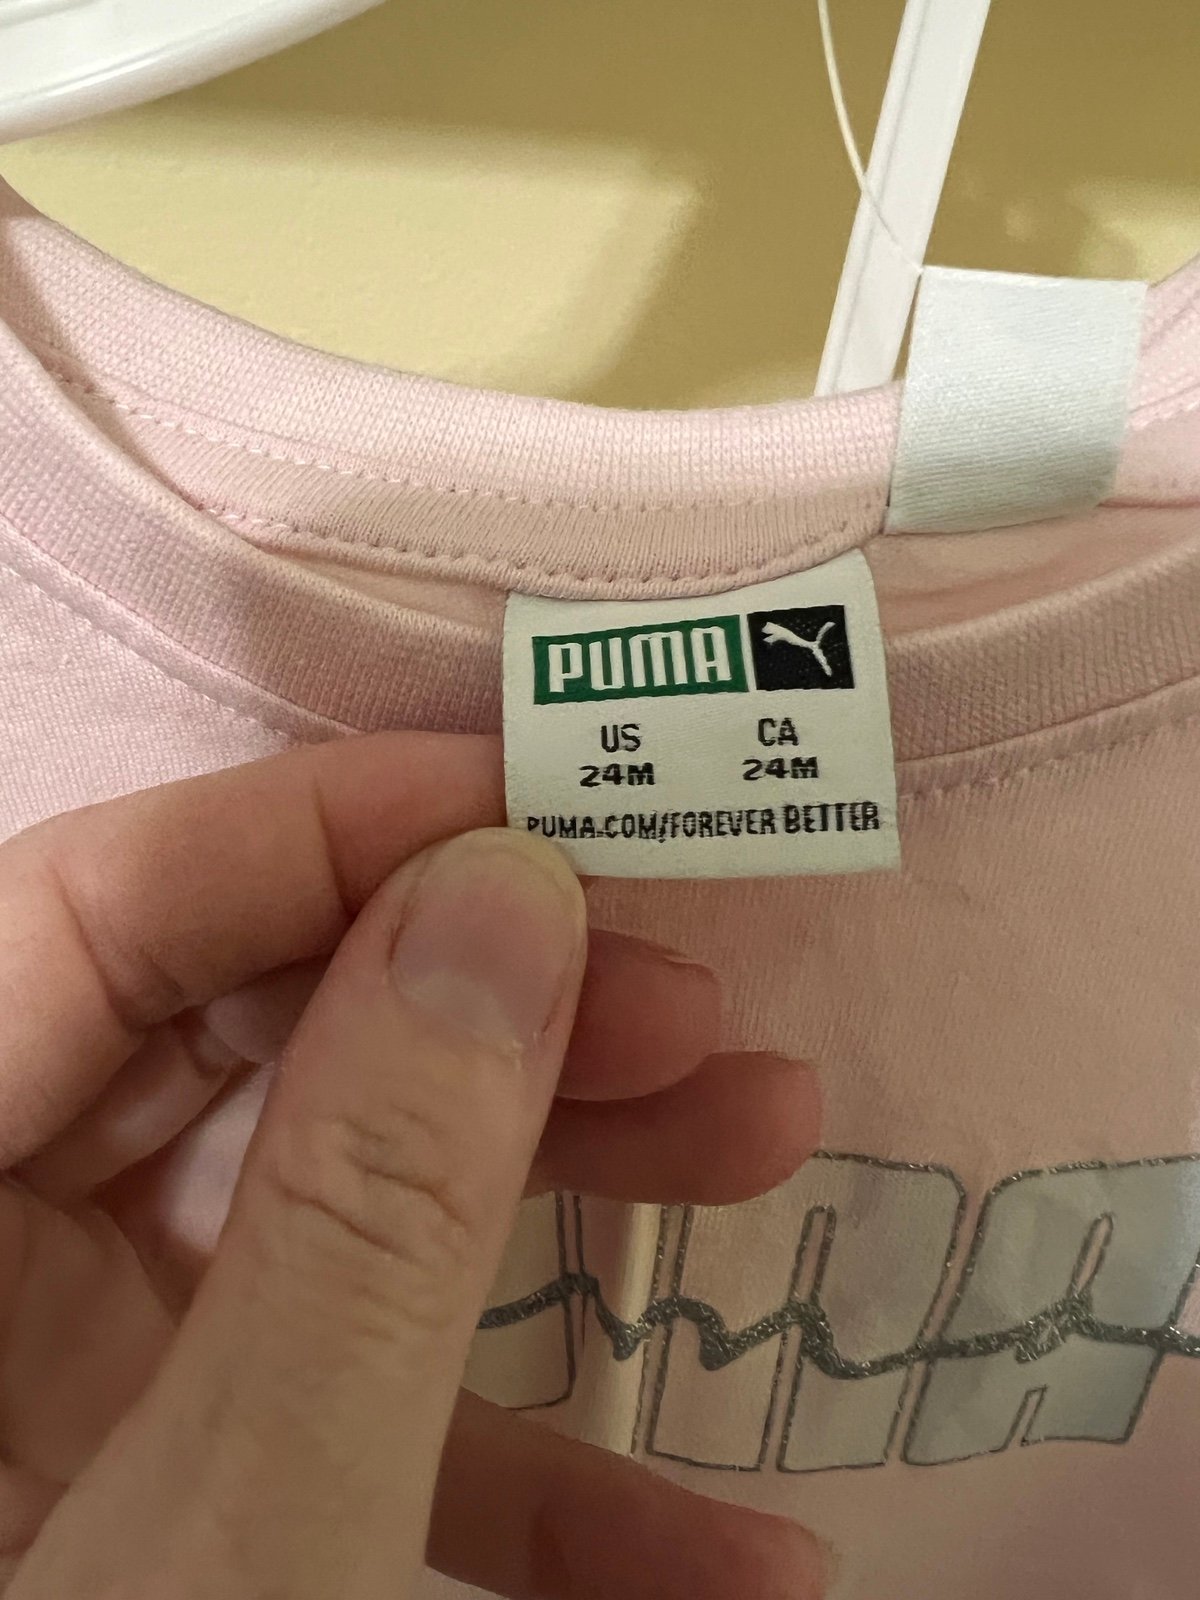 PUMA
US CA
24M 24M
PUMA.COM/FOREVER BETTER